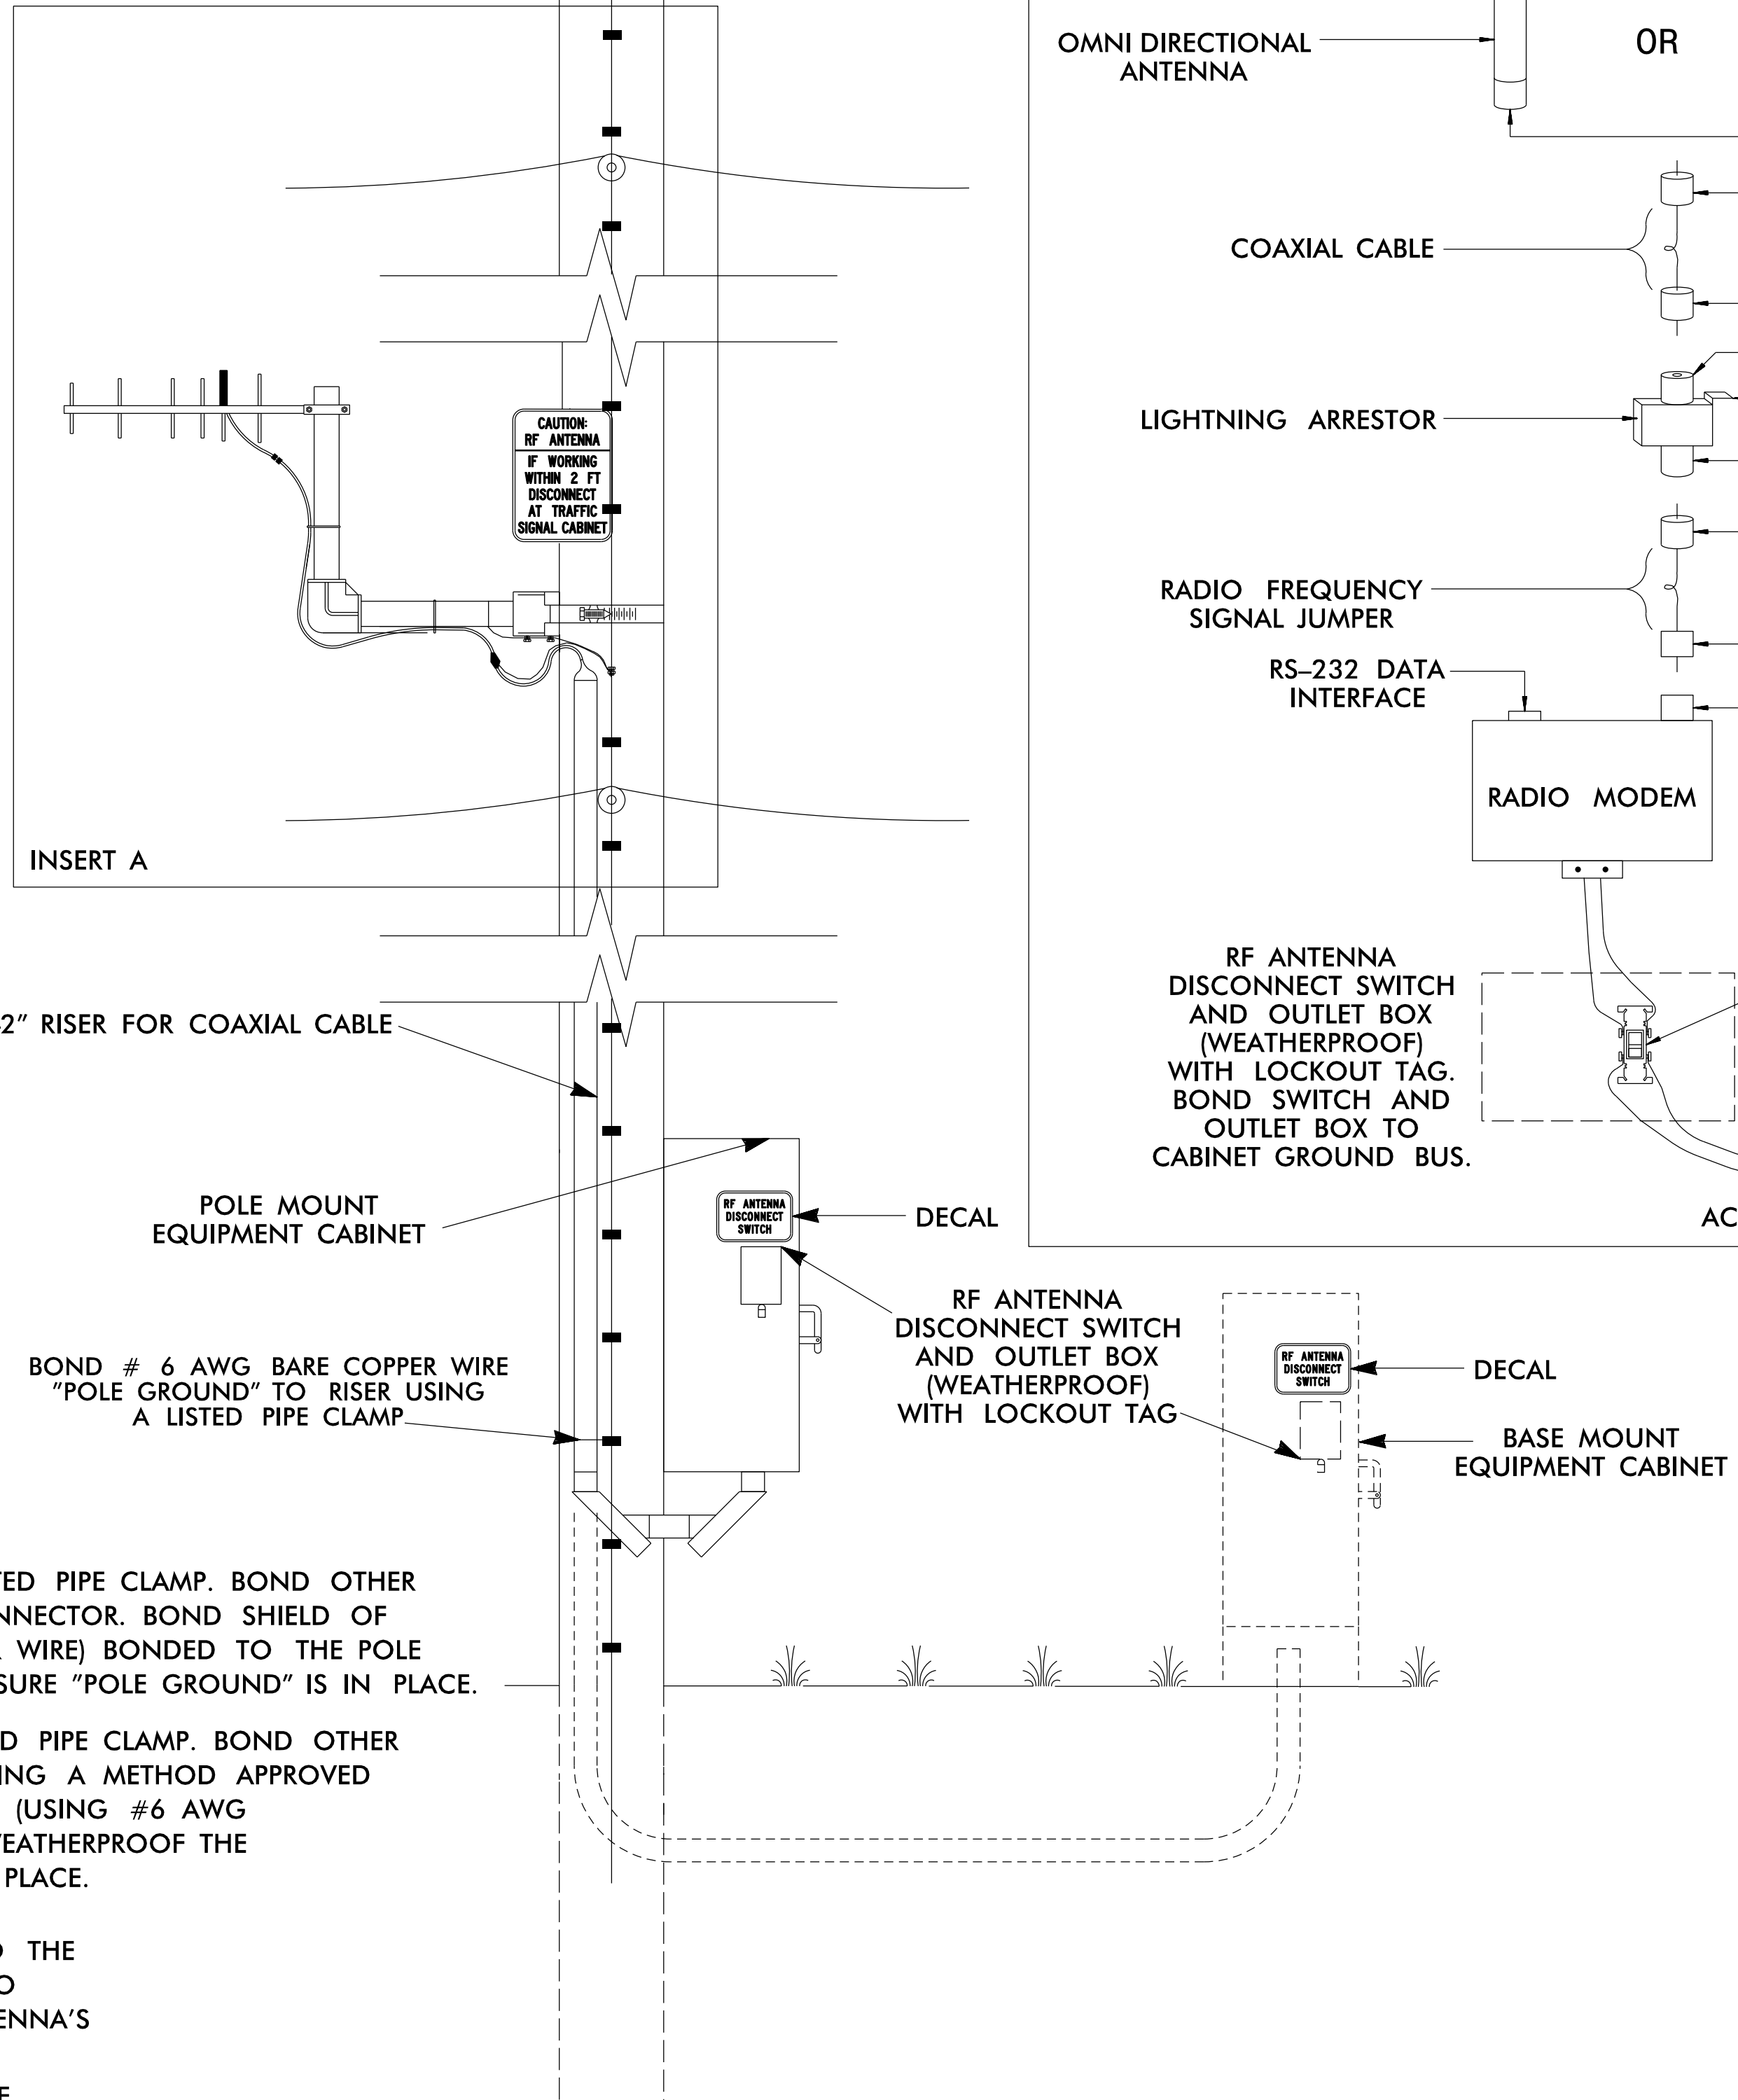 OMNI DIRECTIONAL
ANTENNA
OR
COAXIAL CABLE
LIGHTNING ARRESTOR
RADIO FREQUENCY
SIGNAL JUMPER
RS-232 DATA
INTERFACE
RADIO MODEM
RF ANTENNA
DISCONNECT SWITCH
AND OUTLET BOX
(WEATHERPROOF)
WITH LOCKOUT TAG.
BOND SWITCH AND
OUTLET BOX TO
CABINET GROUND BUS.
AC
CAUTION:
RF ANTENNA
IF WORKING
WITHIN 2 FT
DISCONNECT
AT TRAFFIC
SIGNAL CABINET
INSERT A
2" RISER FOR COAXIAL CABLE
POLE MOUNT
EQUIPMENT CABINET
RF ANTENNA
DISCONNECT
SWITCH
DECAL
RF ANTENNA
DISCONNECT SWITCH
AND OUTLET BOX
(WEATHERPROOF)
WITH LOCKOUT TAG
BOND # 6 AWG BARE COPPER WIRE
"POLE GROUND" TO RISER USING
A LISTED PIPE CLAMP
RF ANTENNA
DISCONNECT
SWITCH
DECAL
BASE MOUNT
EQUIPMENT CABINET
TED PIPE CLAMP. BOND OTHER
NNECTOR. BOND SHIELD OF
WIRE) BONDED TO THE POLE
SURE "POLE GROUND" IS IN PLACE.
D PIPE CLAMP. BOND OTHER
ING A METHOD APPROVED
(USING #6 AWG
WEATHERPROOF THE
PLACE.
THE
O
ENNA'S